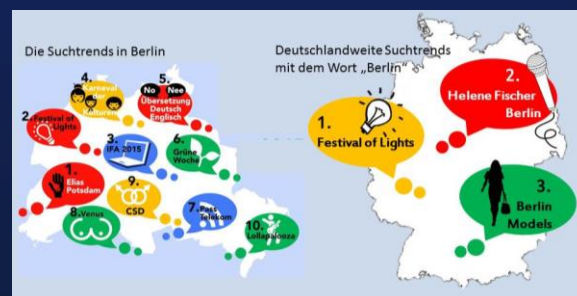 Die Suchtrends in Berlin
4.
Karneval
der
Kulturen
5.
No Nee
Übersetzung
Deutsch
Englisch
2. Festival of
Lights
3.
IFA 2015
6.
Grüne
Woche
1.
Elias
Potsdam
9.
CSD
7. Pass
Telekom
8. Venus
10.
Lollapalooza
Deutschlandweite Suchtrends
mit dem Wort „Berlin“
1.
Festival of Lights
2.
Helene Fischer
Berlin
3.
Berlin
Models